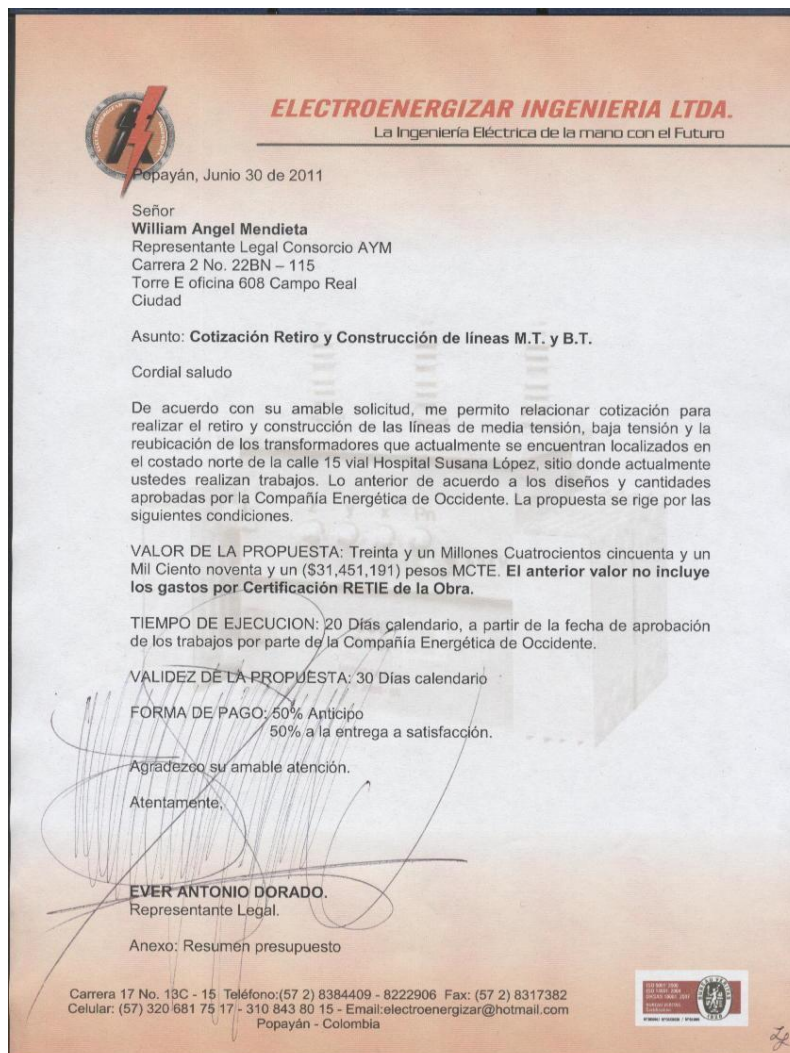 ELECTROENERGIZAR INGENIERIA LTDA.
La Ingeniería Eléctrica de la mano con el Futuro
Popayán, Junio 30 de 2011
Señor
William Angel Mendieta
Representante Legal Consorcio AYM
Carrera 2 No. 22BN – 115
Torre E oficina 608 Campo Real
Ciudad
Asunto: Cotización Retiro y Construcción de líneas M.T. y B.T.
Cordial saludo
De acuerdo con su amable solicitud, me permito relacionar cotización para
realizar el retiro y construcción de las líneas de media tensión, baja tensión y la
reubicación de los transformadores que actualmente se encuentran localizados en
el costado norte de la calle 15 vial Hospital Susana López, sitio donde actualmente
ustedes realizan trabajos. Lo anterior de acuerdo a los diseños y cantidades
aprobadas por la Compañía Energética de Occidente. La propuesta se rige por las
siguientes condiciones.
VALOR DE LA PROPUESTA: Treinta y un Millones Cuatrocientos cincuenta y un
Mil Ciento noventa y un ($31,451,191) pesos MCTE. El anterior valor no incluye
los gastos por Certificación RETIE de la Obra.
TIEMPO DE EJECUCION: 20 Días calendario, a partir de la fecha de aprobación
de los trabajos por parte de la Compañía Energética de Occidente.
VALIDEZ DE LA PROPUESTA: 30 Días calendario
FORMA DE PAGO: 50% Anticipo
50% a la entrega a satisfacción.
Agradezco su amable atención.
Atentamente,
EVER ANTONIO DORADO.
Representante Legal.
Anexo: Resumen presupuesto
Carrera 17 No. 13C - 15 Teléfono:(57 2) 8384409 - 8222906 Fax: (57 2) 8317382
Celular: (57) 320 681 75 17 - 310 843 80 15 - Email:electroenergizar@hotmail.com
Popayán - Colombia